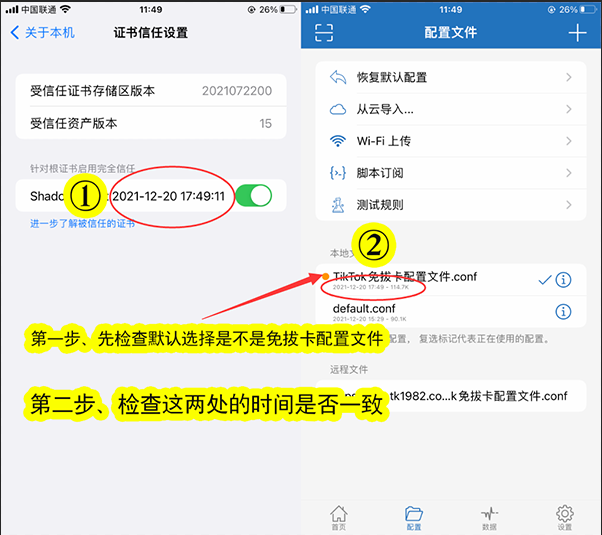 中国联通
11:49
26%
关于本机
证书信任设置
受信任证书存储区版本
2021072200
受信任资产版本
15
针对根证书启用完全信任
Shado
2021-12-20 17:49:11
进一步了解被信任的证书
①
中国联通
11:49
26%
配置文件
恢复默认配置
从云导入...
Wi-Fi 上传
脚本订阅
测试规则
②
本地文
TikTok免拔卡配置文件.conf
2021-12-20 17:49 - 114.7K
default.conf
2021-12-20 15:29 - 90.1K
配置， 复选标记代表正在使用的配置。
远程文件
tk1982.co...k免拔卡配置文件.conf
第一步、先检查默认选择是不是免拔卡配置文件
第二步、检查这两处的时间是否一致
首页
配置
数据
设置